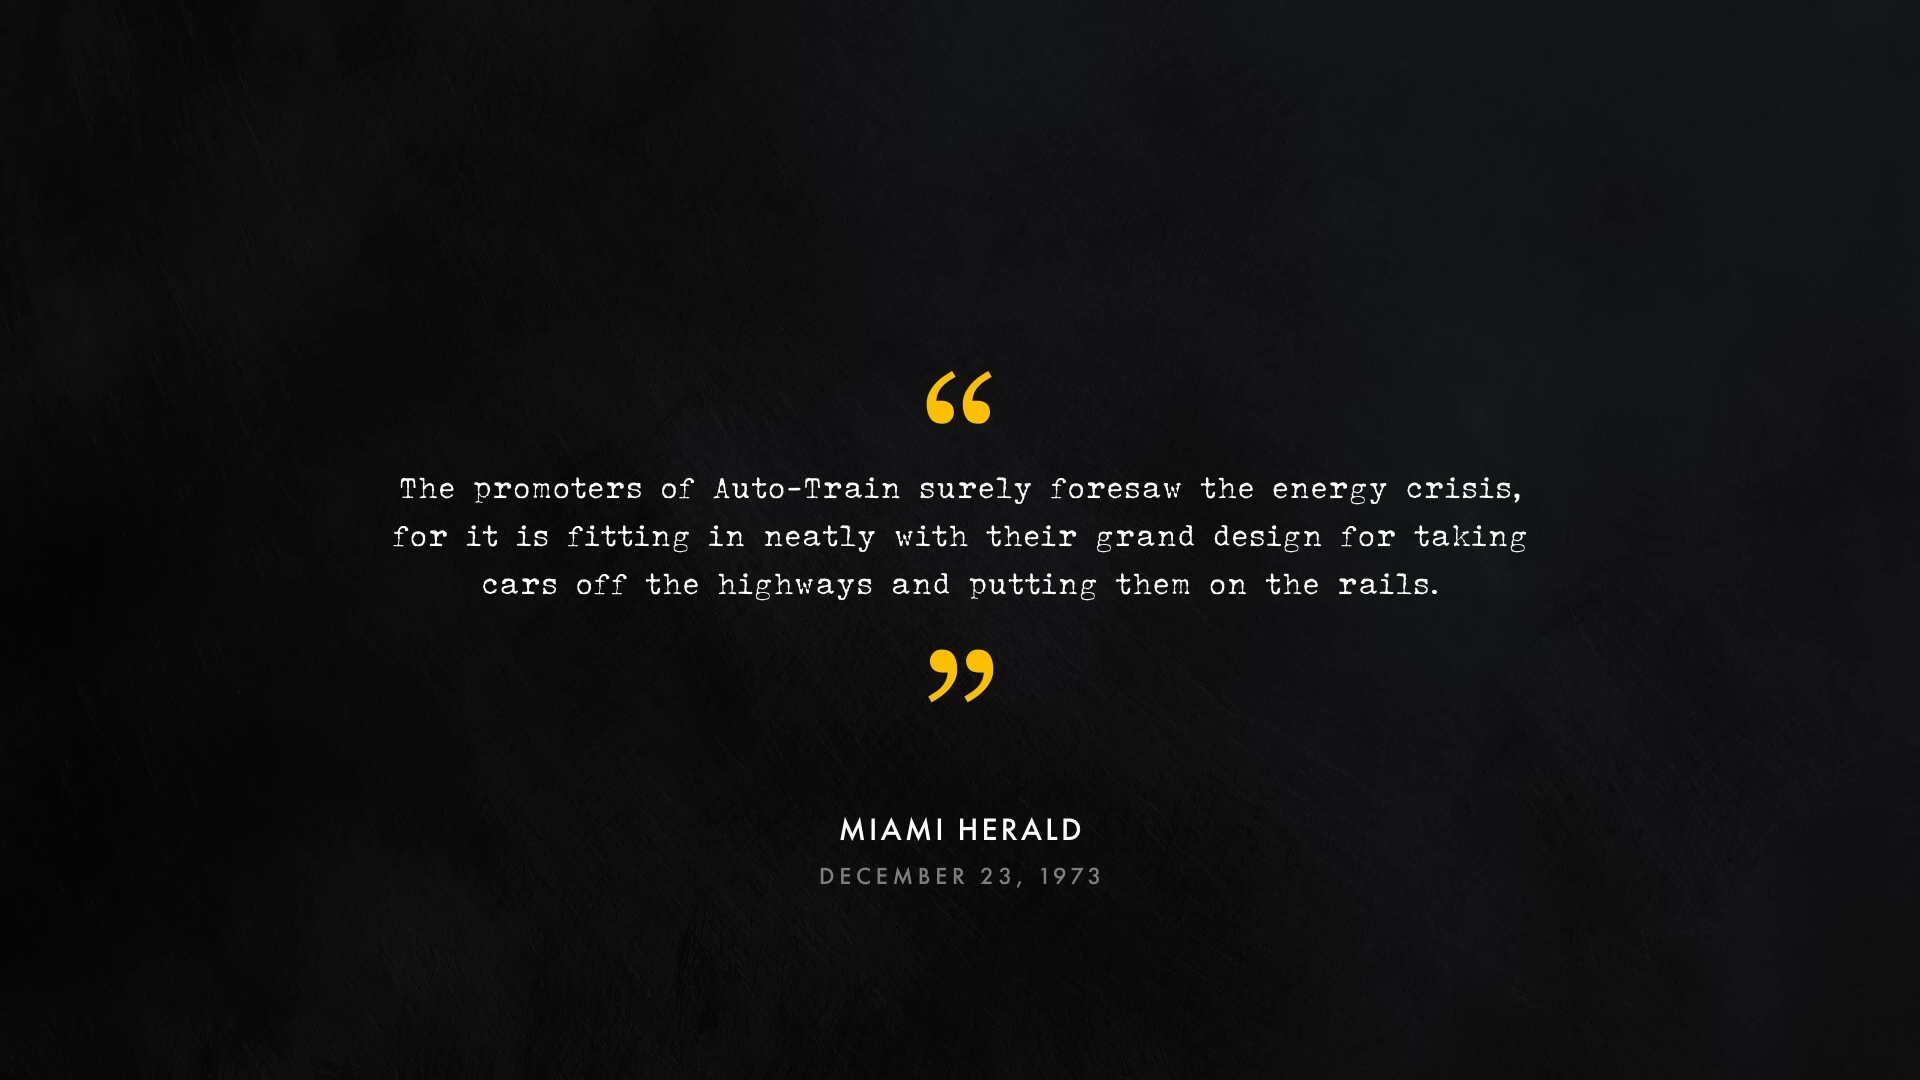 “
The promoters of Auto-Train surely foresaw the energy crisis,
for it is fitting in neatly with their grand design for taking
cars off the highways and putting them on the rails.
”
MIAMI HERALD
DECEMBER 23, 1973